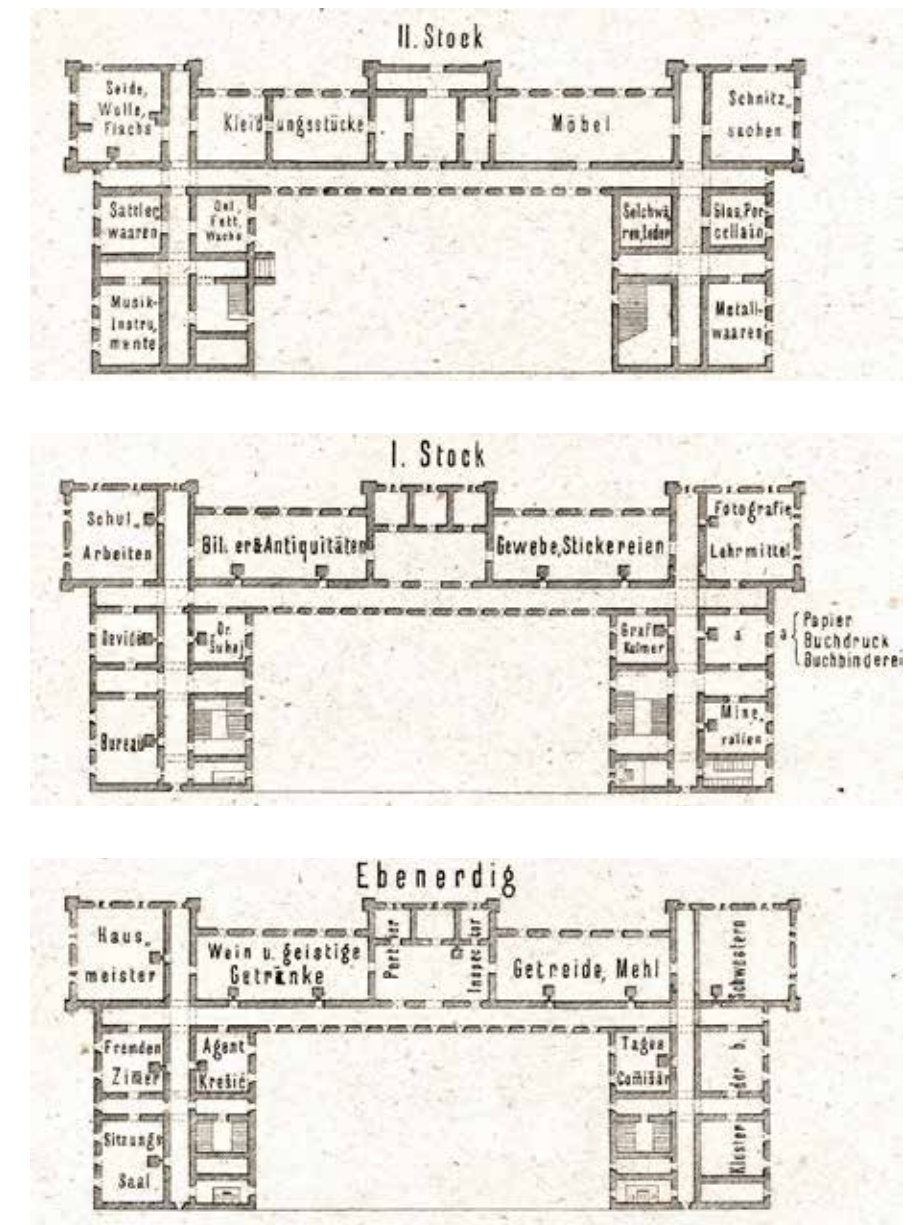 II. Stock
Seide,
Wolle,
Flachs
Kleidungsstücke
Möbel
Schnitz-
sachen
Sattler
waaren
Oel,
Fett,
Wachs
Selchwa-
ren, Leder
Glas, Por-
cellain
Musik-
Instru-
mente
Metall-
waaren
I. Stock
Schul-
Arbeiten
Bil. er & Antiquitäten
Gewebe, Stickereien
Fotografie
Lehrmittel
Devidé
Dr.
Suhaj
Graf
Kulmer
a
a { Papier
Buchdruck
Buchbinderei
Bureau
Mine-
ralien
Ebenerdig
Haus-
meister
Wein u. geistige
Getränke
Portier
Inspector
Getreide, Mehl
Schwestern
Fremden
Zimer
Agent
Krešić
Tages
Comisär
der b.
Sitzungs
Saal
Kloster